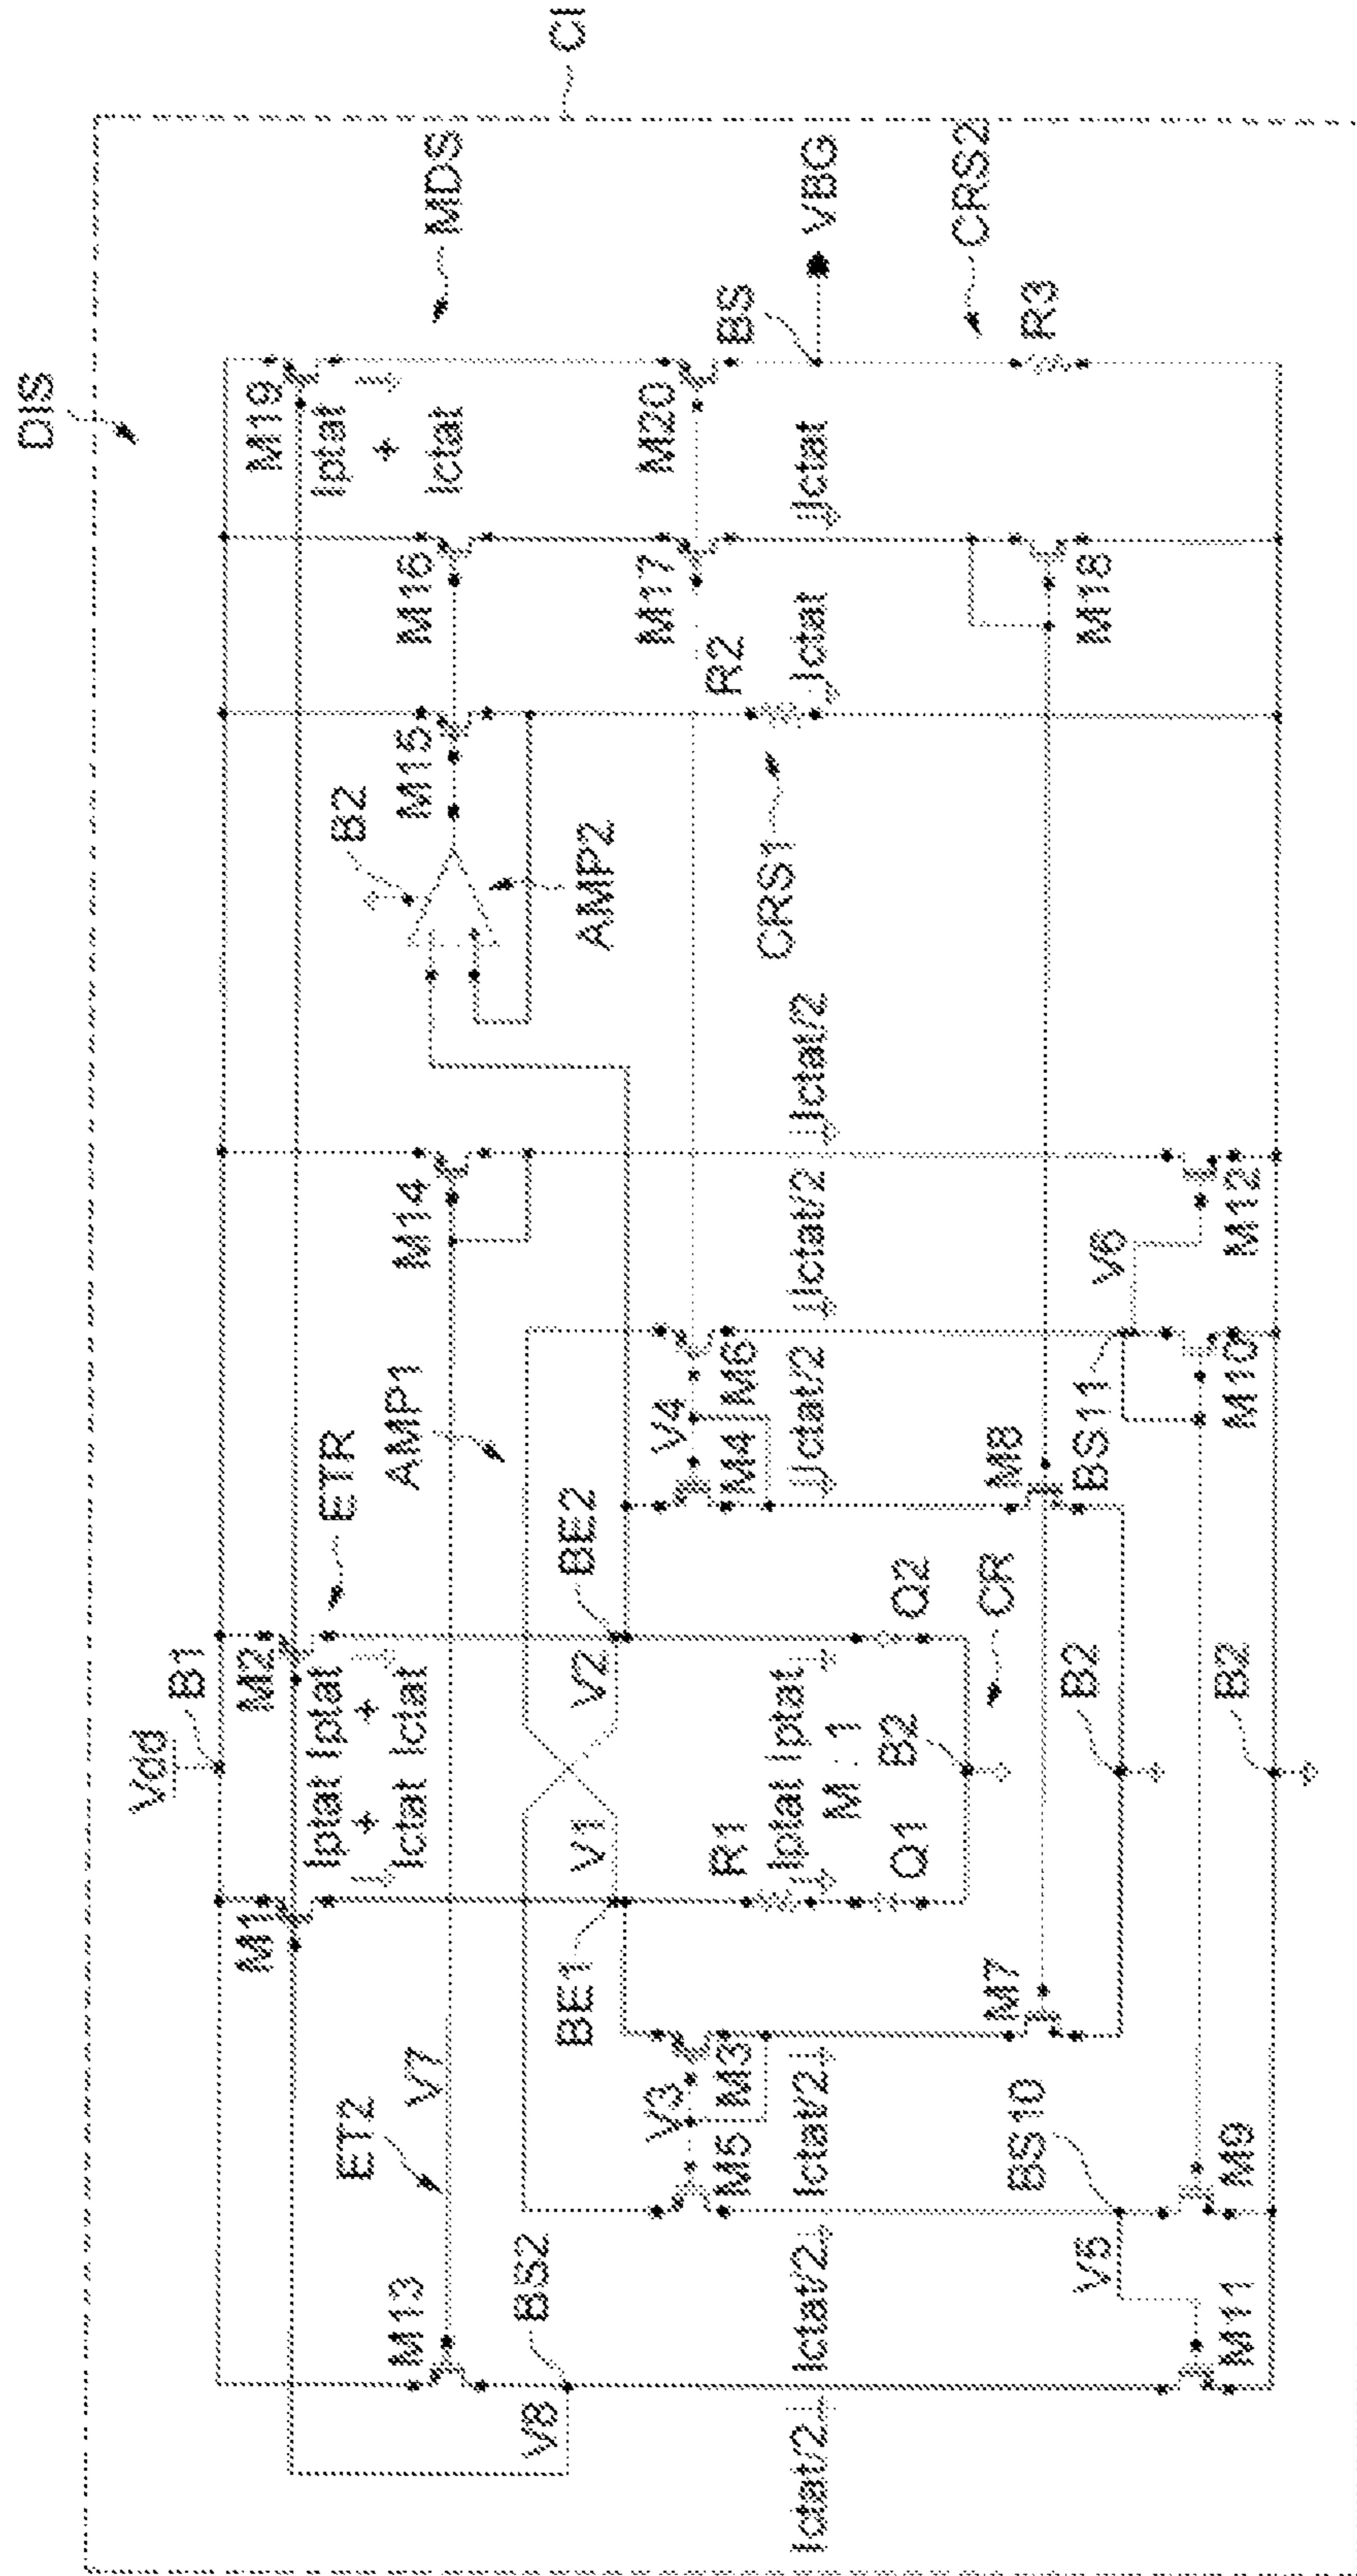 DIS
CI
Vdd
B1
M13
M1
M2
ETR
M14
B2
M15
M16
M19
MDS
Iptat
+
Ictat
Iptat
+
Ictat
Iptat
+
Ictat
ET2
V7
AMP1
AMP2
BS2
V8
BE1
V1
V2
BE2
V3
M5
M3
V4
M4
M6
R2
M17
M20
BS
VBG
R1
Iptat
Iptat
M : 1
Q1
Q2
B2
CR
Ictat/2
Ictat/2
Ictat/2
Ictat/2
Ictat/2
Ictat/2
CRS1
Ictat
Ictat
CRS2
R3
M7
M8
M18
BS10
B2
BS11
V5
V6
M11
M9
B2
M10
M12